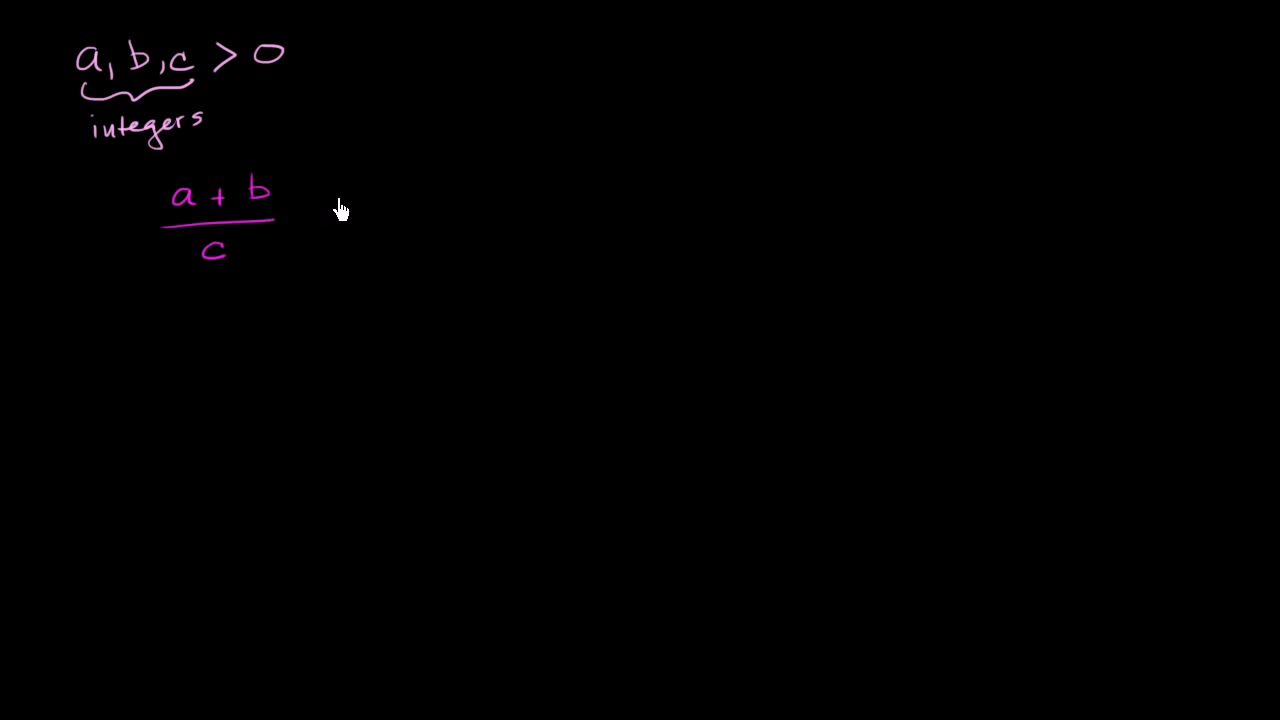 a, b, c > 0
integers
a + b
c